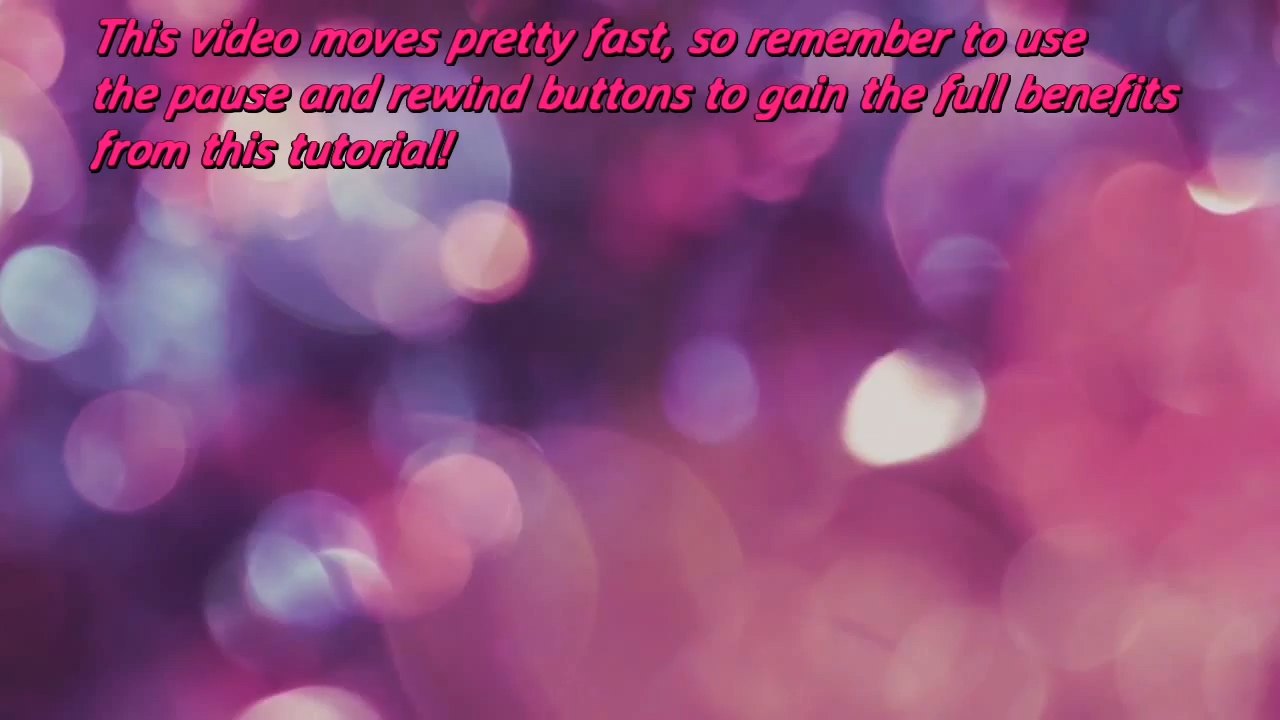 This video moves pretty fast, so remember to use
the pause and rewind buttons to gain the full benefits
from this tutorial!